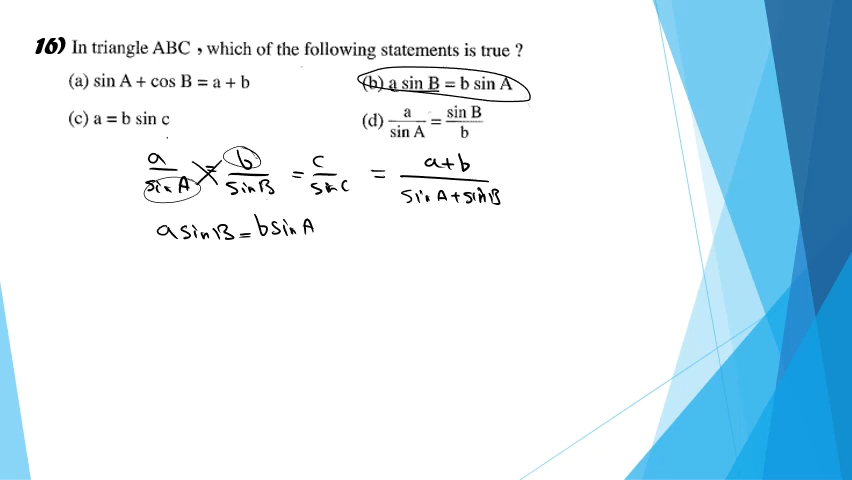 16) In triangle ABC , which of the following statements is true ?
(a) sin A + cos B = a + b (b) a sin B = b sin A
(c) a = b sin c (d) a / sin A = sin B / b
a / sin A = b / sin B = c / sin C = a+b / sin A + sin B
a sin B = b sin A